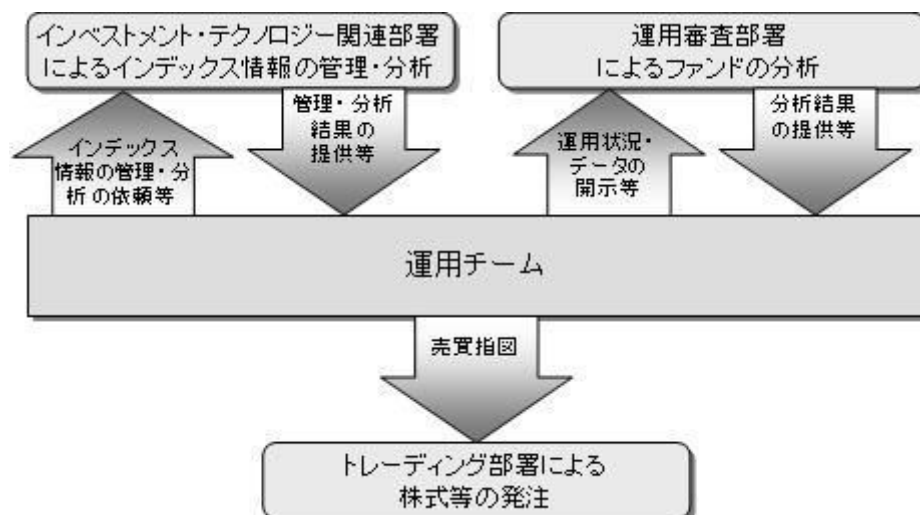 インベストメント・テクノロジー関連部署
によるインデックス情報の管理・分析
運用審査部署
によるファンドの分析
インデックス
情報の管理・分
析の依頼等
管理・分析
結果の
提供等
運用状況・
データの
開示等
分析結果
の提供等
運用チーム
売買指図
トレーディング部署による
株式等の発注